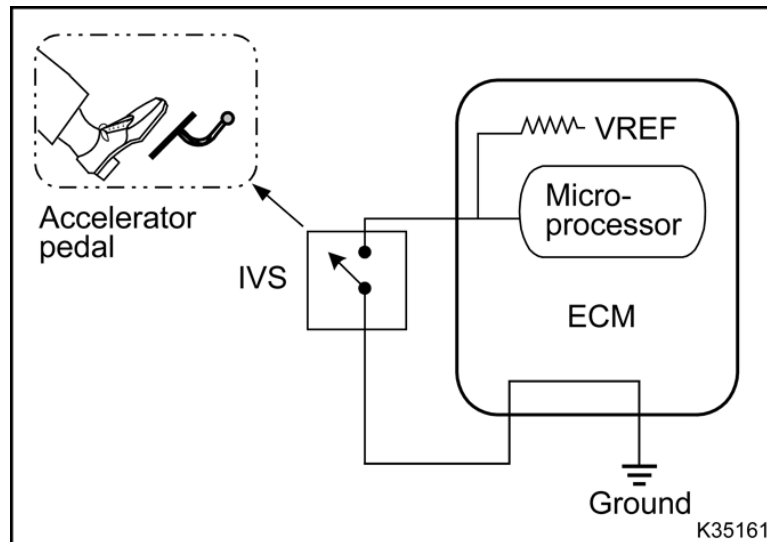 VREF
Micro-
processor
Accelerator
pedal
IVS
ECM
Ground
K35161